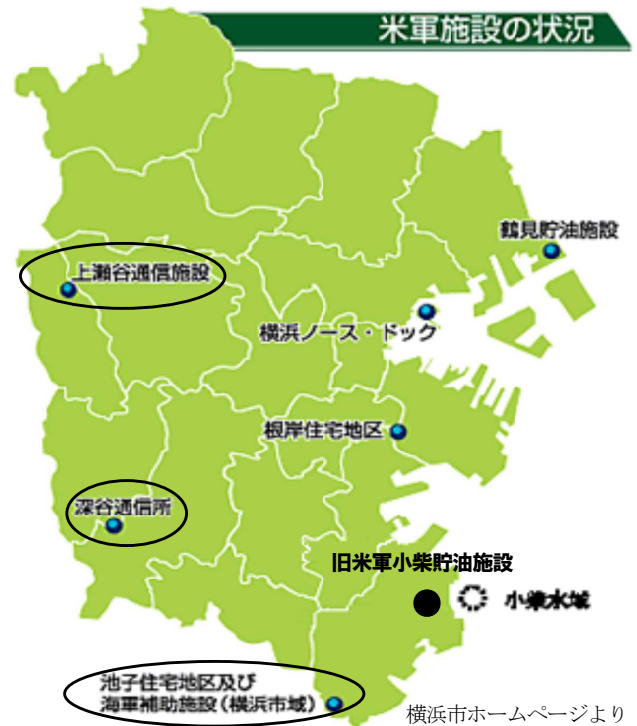 米軍施設の状況
鶴見貯油施設
上瀬谷通信施設
横浜ノース・ドック
根岸住宅地区
深谷通信所
旧米軍小柴貯油施設
小柴水域
池子住宅地区及び
海軍補助施設(横浜市域)
横浜市ホームページより